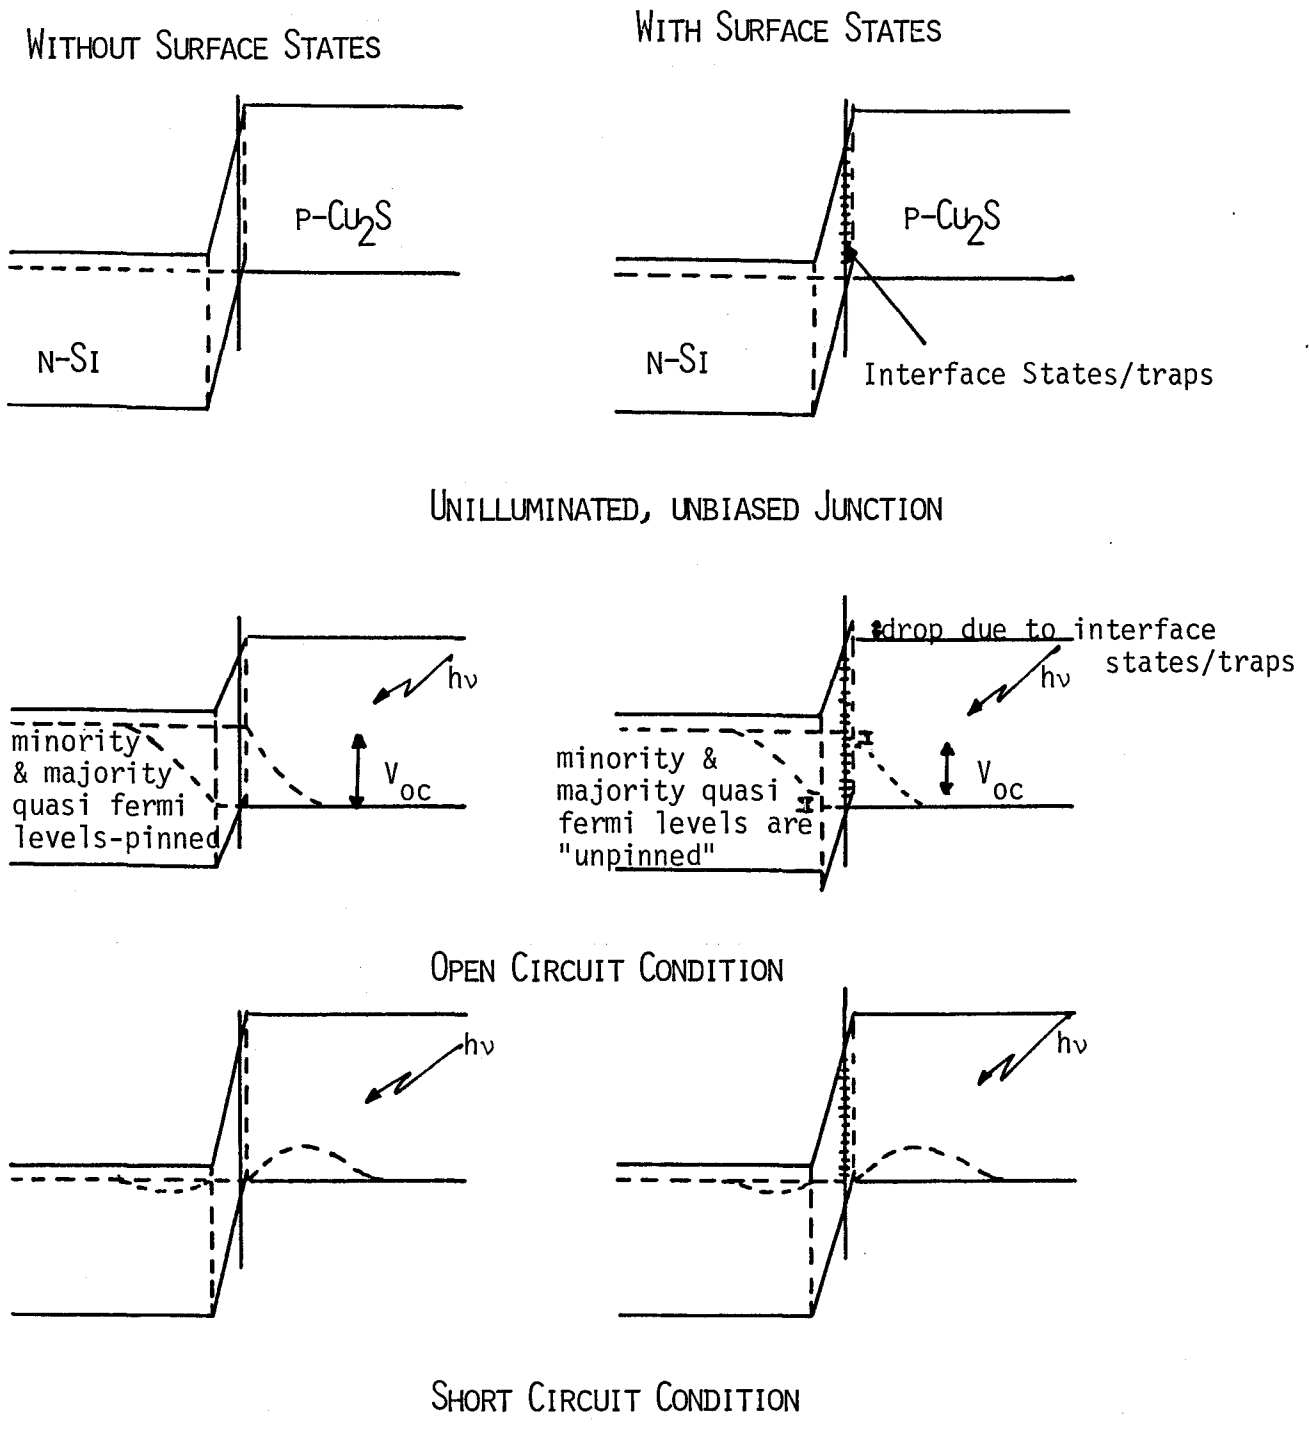 WITHOUT SURFACE STATES
WITH SURFACE STATES
P-Cu2S
N-SI
P-Cu2S
N-SI
Interface States/traps
UNILLUMINATED, UNBIASED JUNCTION
hν
minority
& majority
quasi fermi
levels-pinned
VOC
drop due to interface
states/traps
hν
minority &
majority quasi
fermi levels are
"unpinned"
VOC
OPEN CIRCUIT CONDITION
hν
hν
SHORT CIRCUIT CONDITION